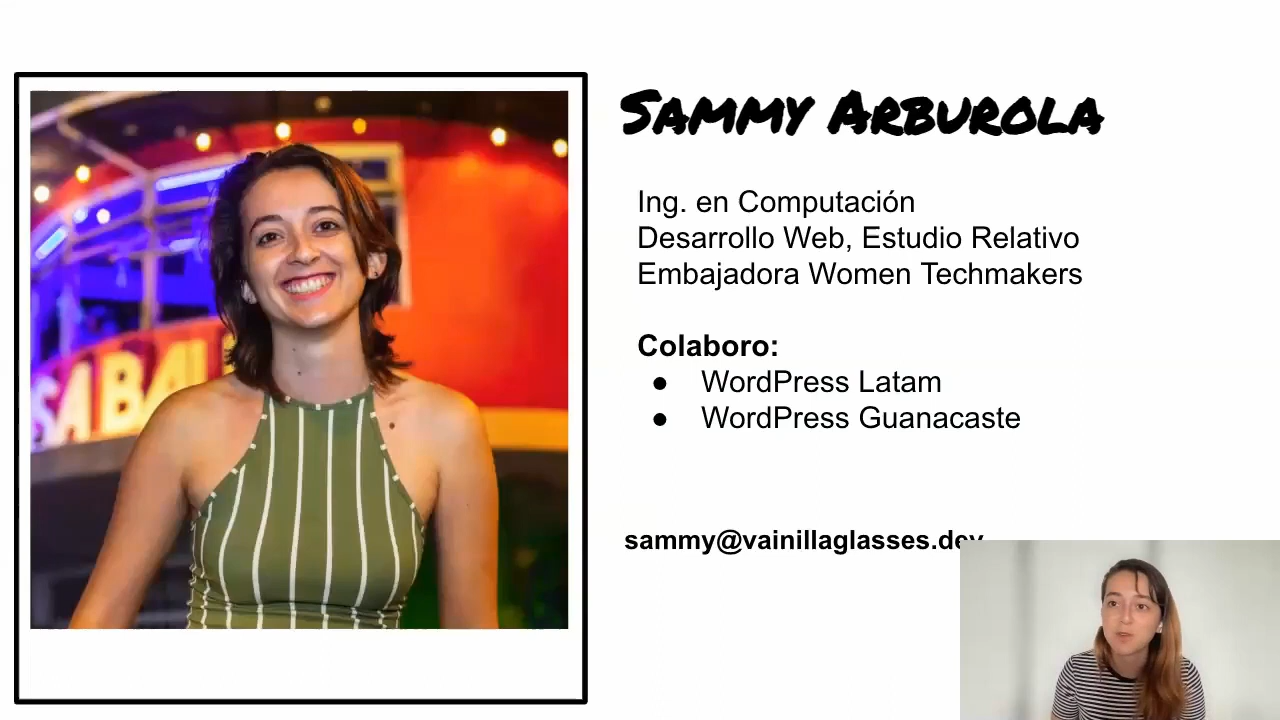 Sammy Arburola
Ing. en Computación
Desarrollo Web, Estudio Relativo
Embajadora Women Techmakers
Colaboro:
● WordPress Latam
● WordPress Guanacaste
sammy@vainillaglasses.dev